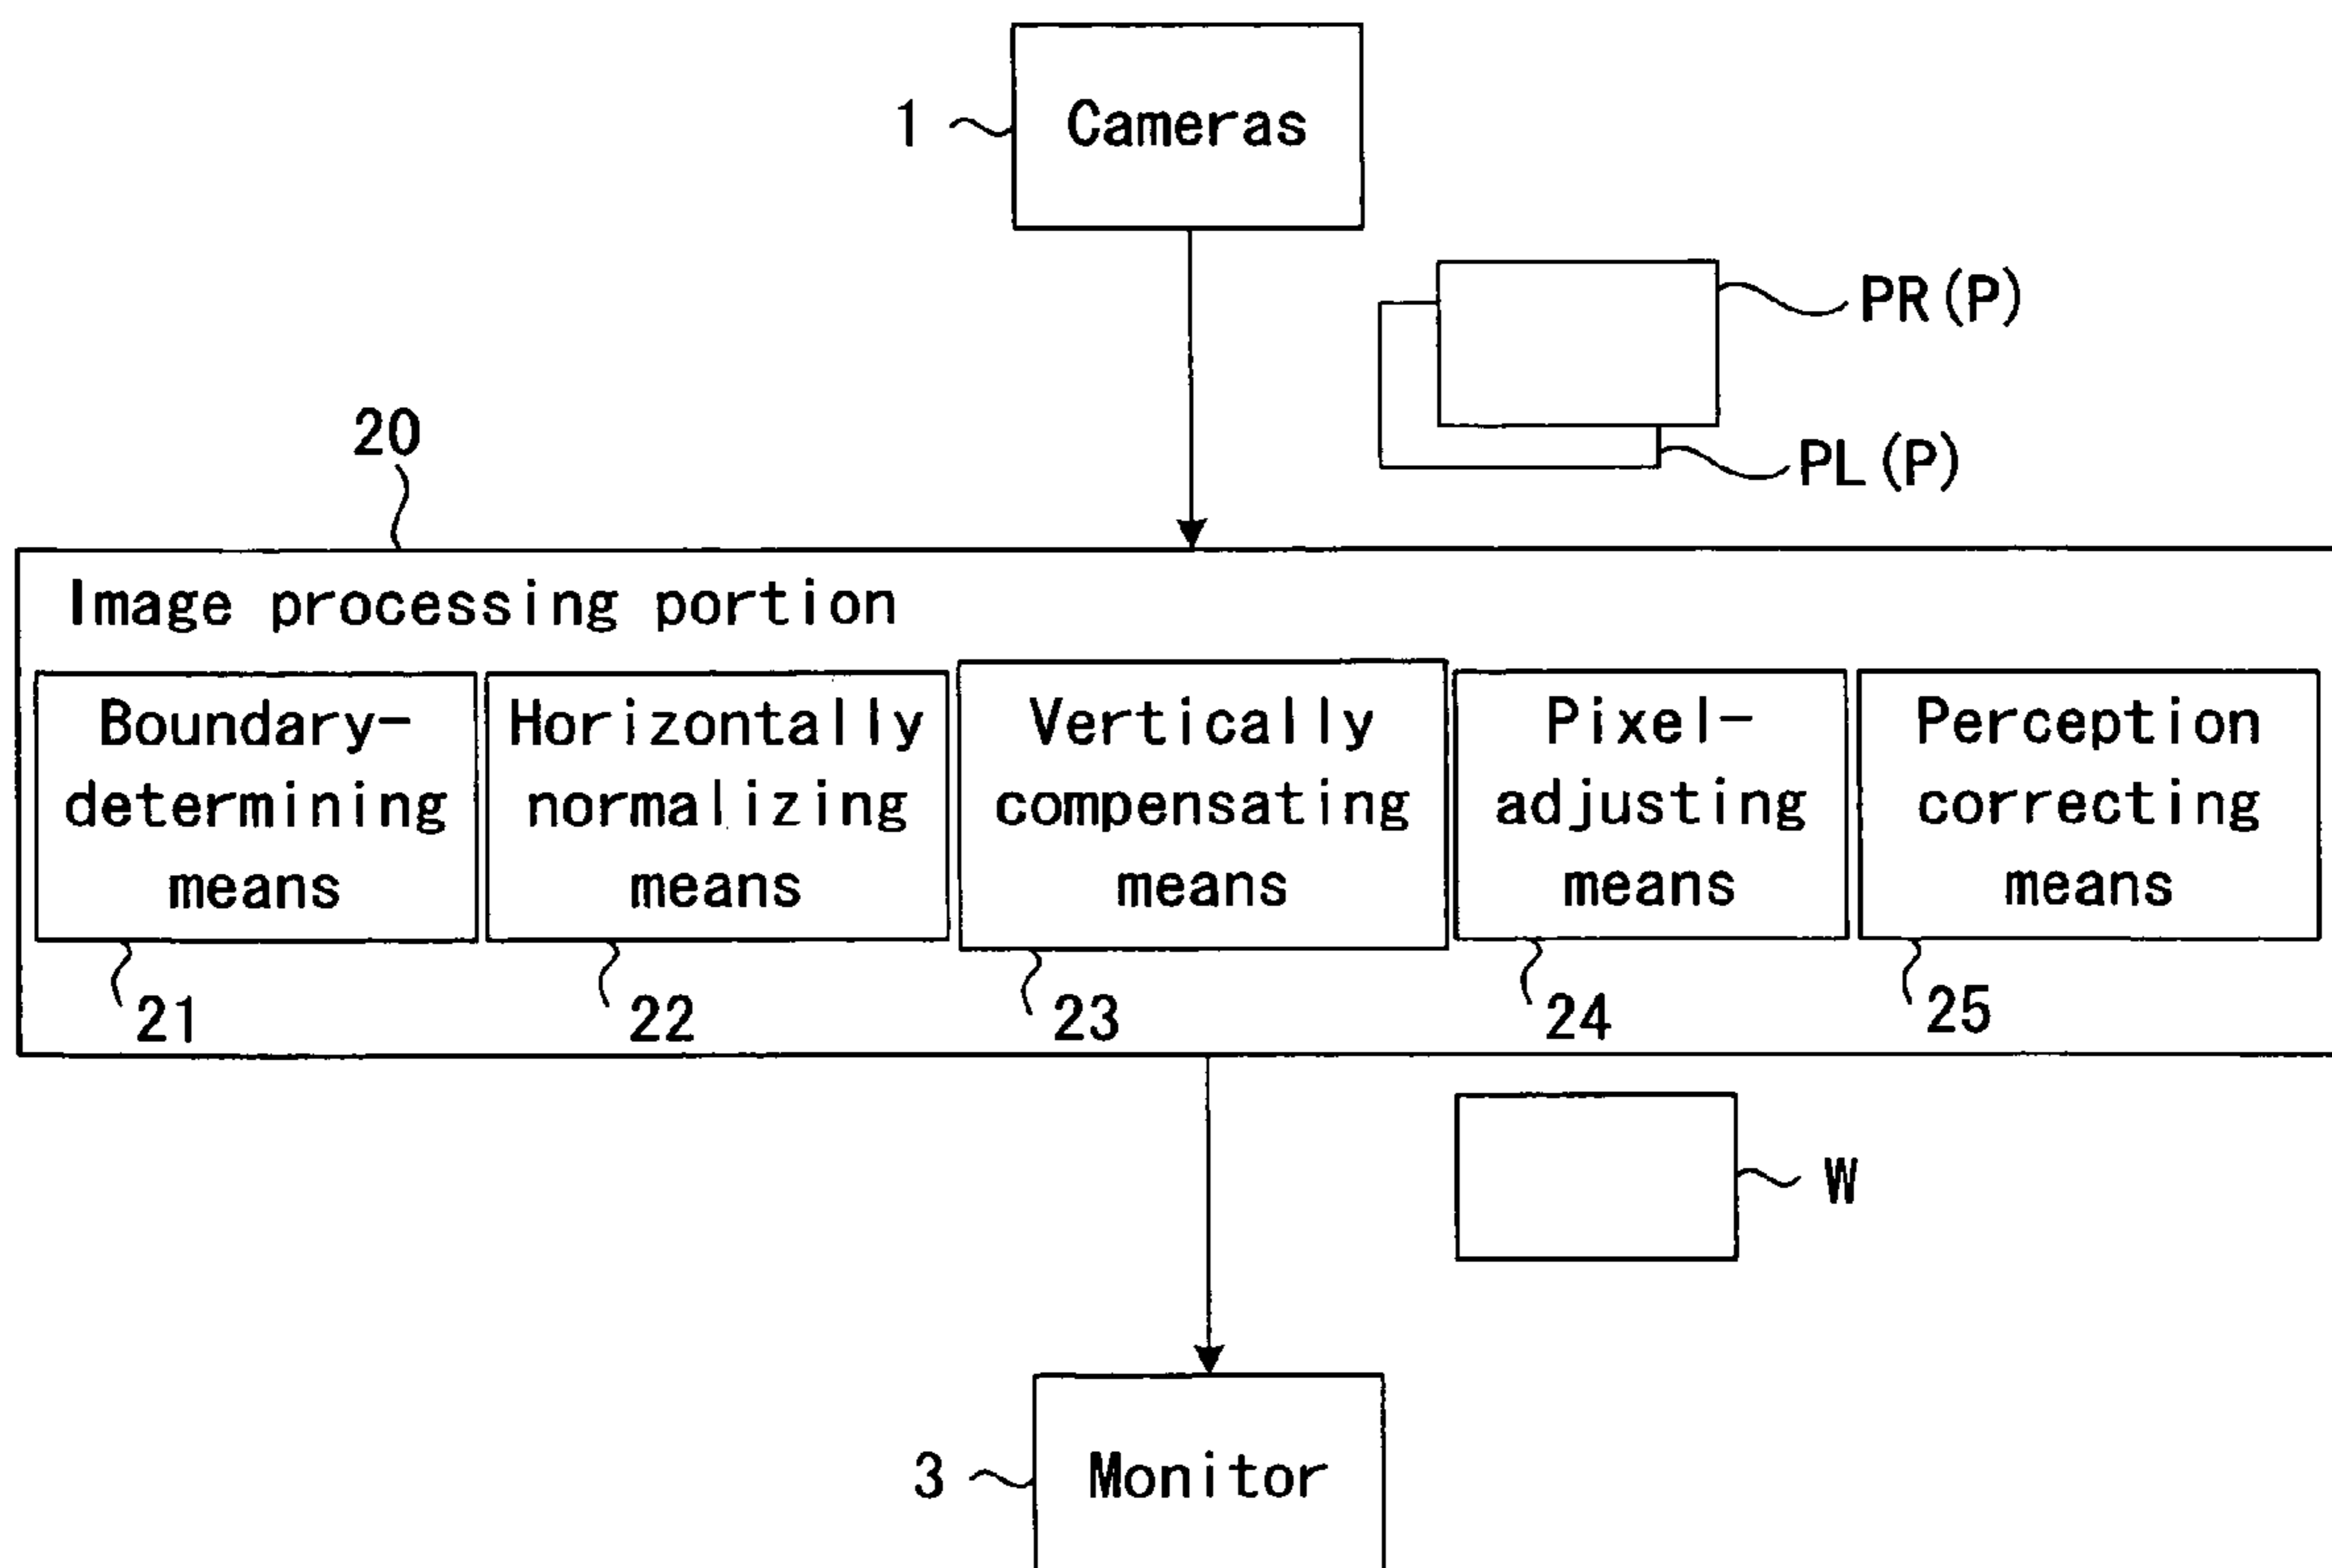 1
Cameras
PR(P)
PL(P)
20
Image processing portion
Boundary-
determining
means
Horizontally
normalizing
means
Vertically
compensating
means
Pixel-
adjusting
means
Perception
correcting
means
21
22
23
24
25
W
3
Monitor